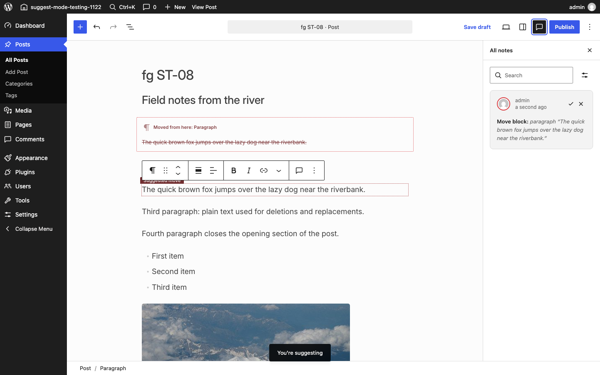 suggest-mode-testing-1122
Ctrl+K
0
New
View Post
admin
Dashboard
Posts
All Posts
Add Post
Categories
Tags
Media
Pages
Comments
Appearance
Plugins
Users
Tools
Settings
Collapse Menu
fg ST-08 · Post
Save draft
Publish
fg ST-08
Field notes from the river
Moved from here: Paragraph
The quick brown fox jumps over the lazy dog near the riverbank.
B I
The quick brown fox jumps over the lazy dog near the riverbank.
Third paragraph: plain text used for deletions and replacements.
Fourth paragraph closes the opening section of the post.
· First item
· Second item
· Third item
You're suggesting
Post / Paragraph
All notes
Search
admin
a second ago
Move block: paragraph "The quick
brown fox jumps over the lazy dog
near the riverbank."